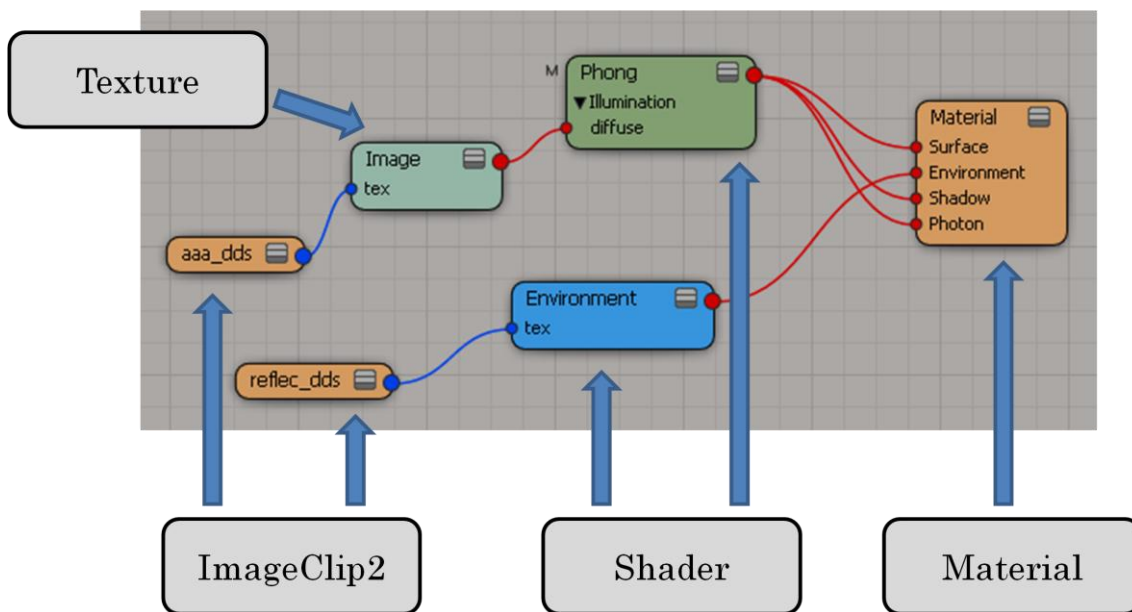 Texture
M
Phong
Illumination
diffuse
Image
tex
Material
Surface
Environment
Shadow
Photon
aaa_dds
Environment
tex
reflec_dds
ImageClip2
Shader
Material